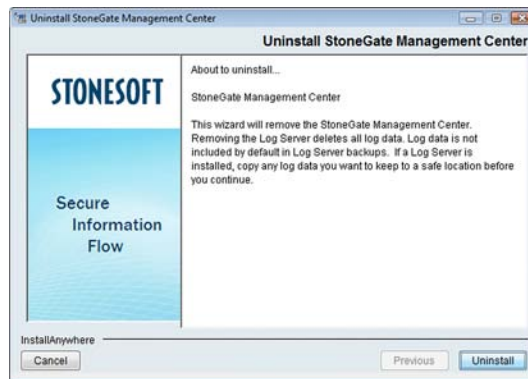 Uninstall StoneGate Management Center
Uninstall StoneGate Management Center
STONESOFT
Secure
Information
Flow
About to uninstall...
StoneGate Management Center
This wizard will remove the StoneGate Management Center.
Removing the Log Server deletes all log data. Log data is not
included by default in Log Server backups. If a Log Server is
installed, copy any log data you want to keep to a safe location before
you continue.
InstallAnywhere
Cancel
Previous
Uninstall